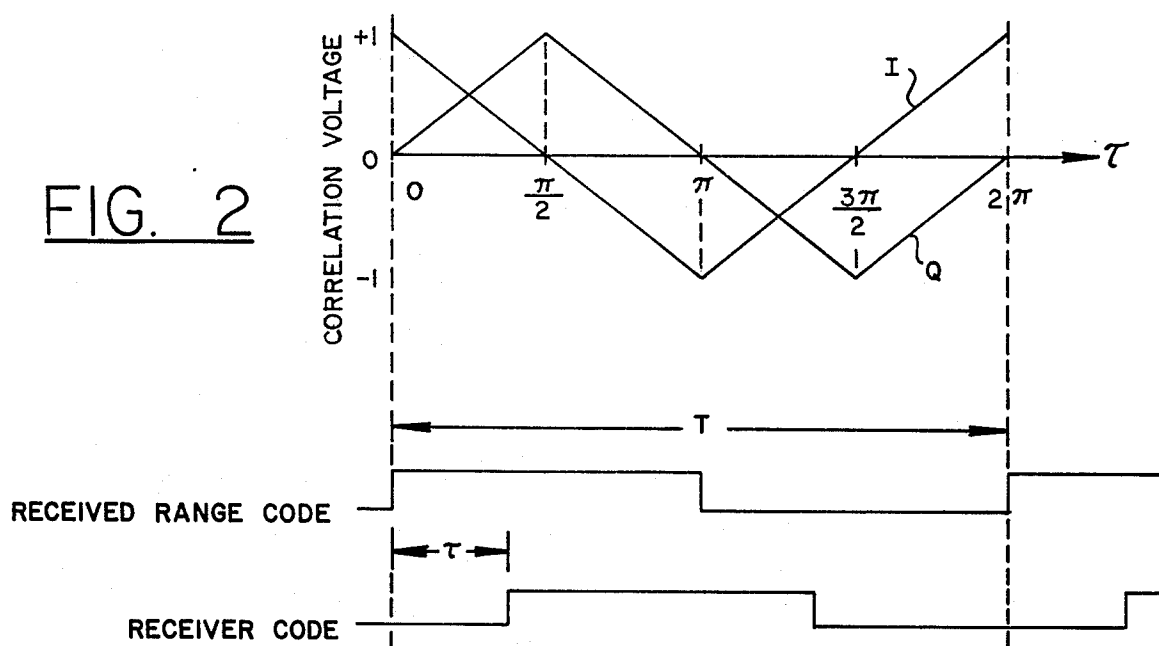 FIG. 2
CORRELATION VOLTAGE
+1
0
-1
I
Q
τ
0
π/2
π
3π/2
2π
T
RECEIVED RANGE CODE
τ
RECEIVER CODE